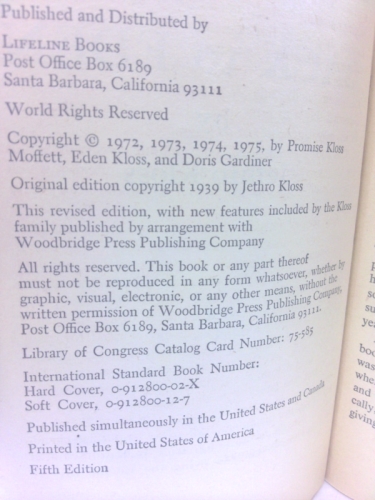 Published and Distributed by
LIFELINE BOOKS
Post Office Box 6189
Santa Barbara, California 93111
World Rights Reserved
Copyright © 1972, 1973, 1974, 1975, by Promise Kloss
Moffett, Eden Kloss, and Doris Gardiner
Original edition copyright 1939 by Jethro Kloss
This revised edition, with new features included by the Kloss
family published by arrangement with
Woodbridge Press Publishing Company
All rights reserved. This book or any part thereof
must not be reproduced in any form whatsoever, whether by
graphic, visual, electronic, or any other means, without the
written permission of Woodbridge Press Publishing Company,
Post Office Box 6189, Santa Barbara, California 93111.
Library of Congress Catalog Card Number: 75-585
International Standard Book Number:
Hard Cover, 0-912800-02-X
Soft Cover, 0-912800-12-7
Published simultaneously in the United States and Canada
Printed in the United States of America
Fifth Edition